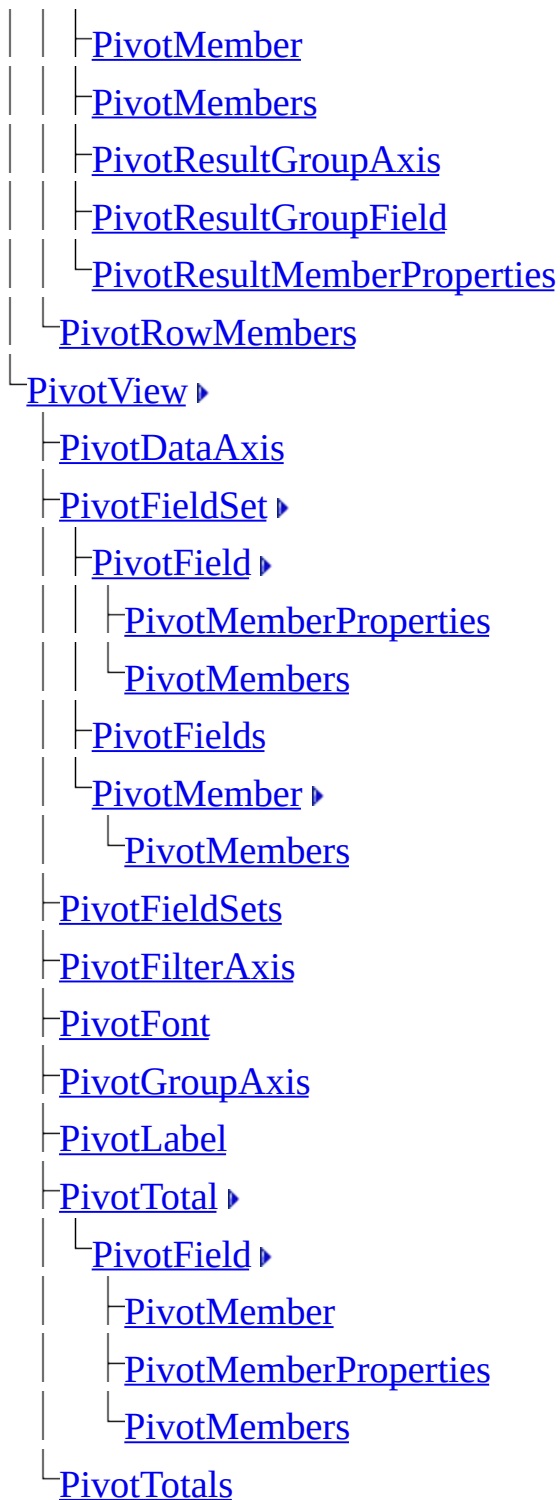 PivotMember
PivotMembers
PivotResultGroupAxis
PivotResultGroupField
PivotResultMemberProperties
PivotRowMembers
PivotView
PivotDataAxis
PivotFieldSet
PivotField
PivotMemberProperties
PivotMembers
PivotFields
PivotMember
PivotMembers
PivotFieldSets
PivotFilterAxis
PivotFont
PivotGroupAxis
PivotLabel
PivotTotal
PivotField
PivotMember
PivotMemberProperties
PivotMembers
PivotTotals